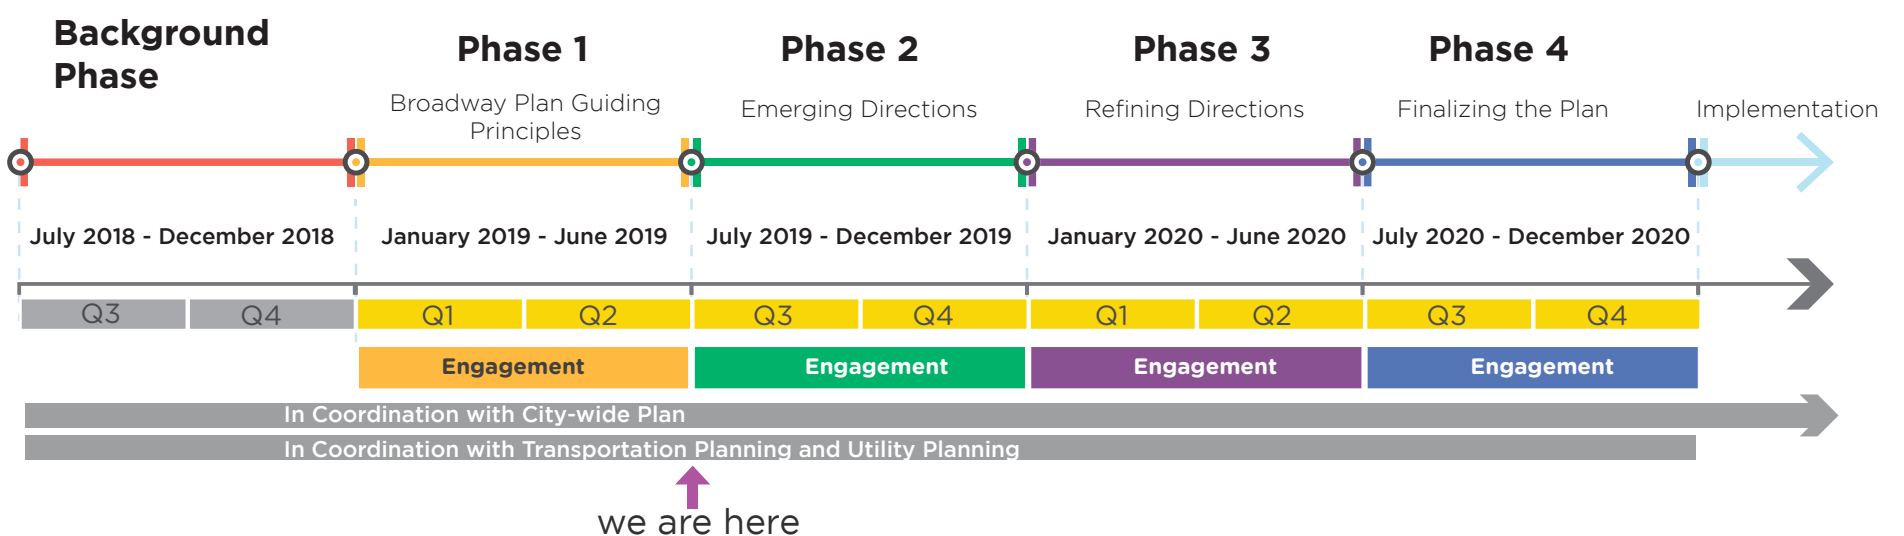 Background
Phase
Phase 1
Phase 2
Phase 3
Phase 4
Broadway Plan Guiding
Principles
Emerging Directions
Refining Directions
Finalizing the Plan
Implementation
July 2018 - December 2018
January 2019 - June 2019
July 2019 - December 2019
January 2020 - June 2020
July 2020 - December 2020
Q3
Q4
Q1
Q2
Q3
Q4
Q1
Q2
Q3
Q4
Engagement
Engagement
Engagement
Engagement
In Coordination with City-wide Plan
In Coordination with Transportation Planning and Utility Planning
we are here